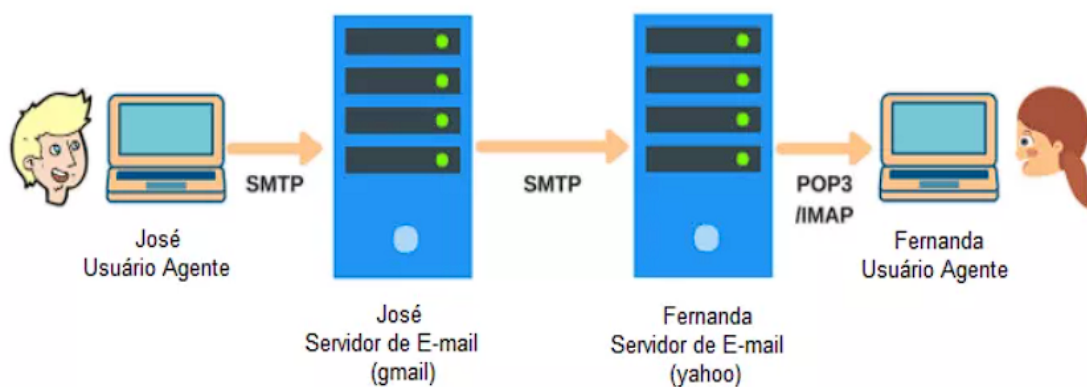 SMTP
SMTP
POP3
/IMAP
José
Usuário Agente
Fernanda
Usuário Agente
José
Servidor de E-mail
(gmail)
Fernanda
Servidor de E-mail
(yahoo)